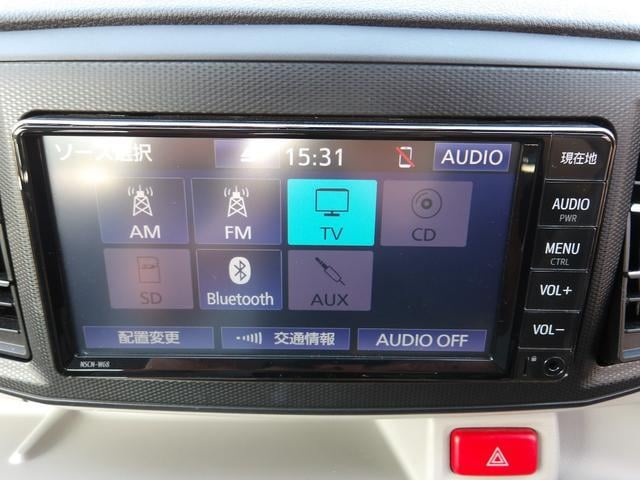 ソース選択 15:31 AUDIO 現在地
AM FM TV CD
AUDIO
PWR
MENU
CTRL
SD Bluetooth AUX
VOL+
配置変更 交通情報 AUDIO OFF
VOL−
NSCN-W68